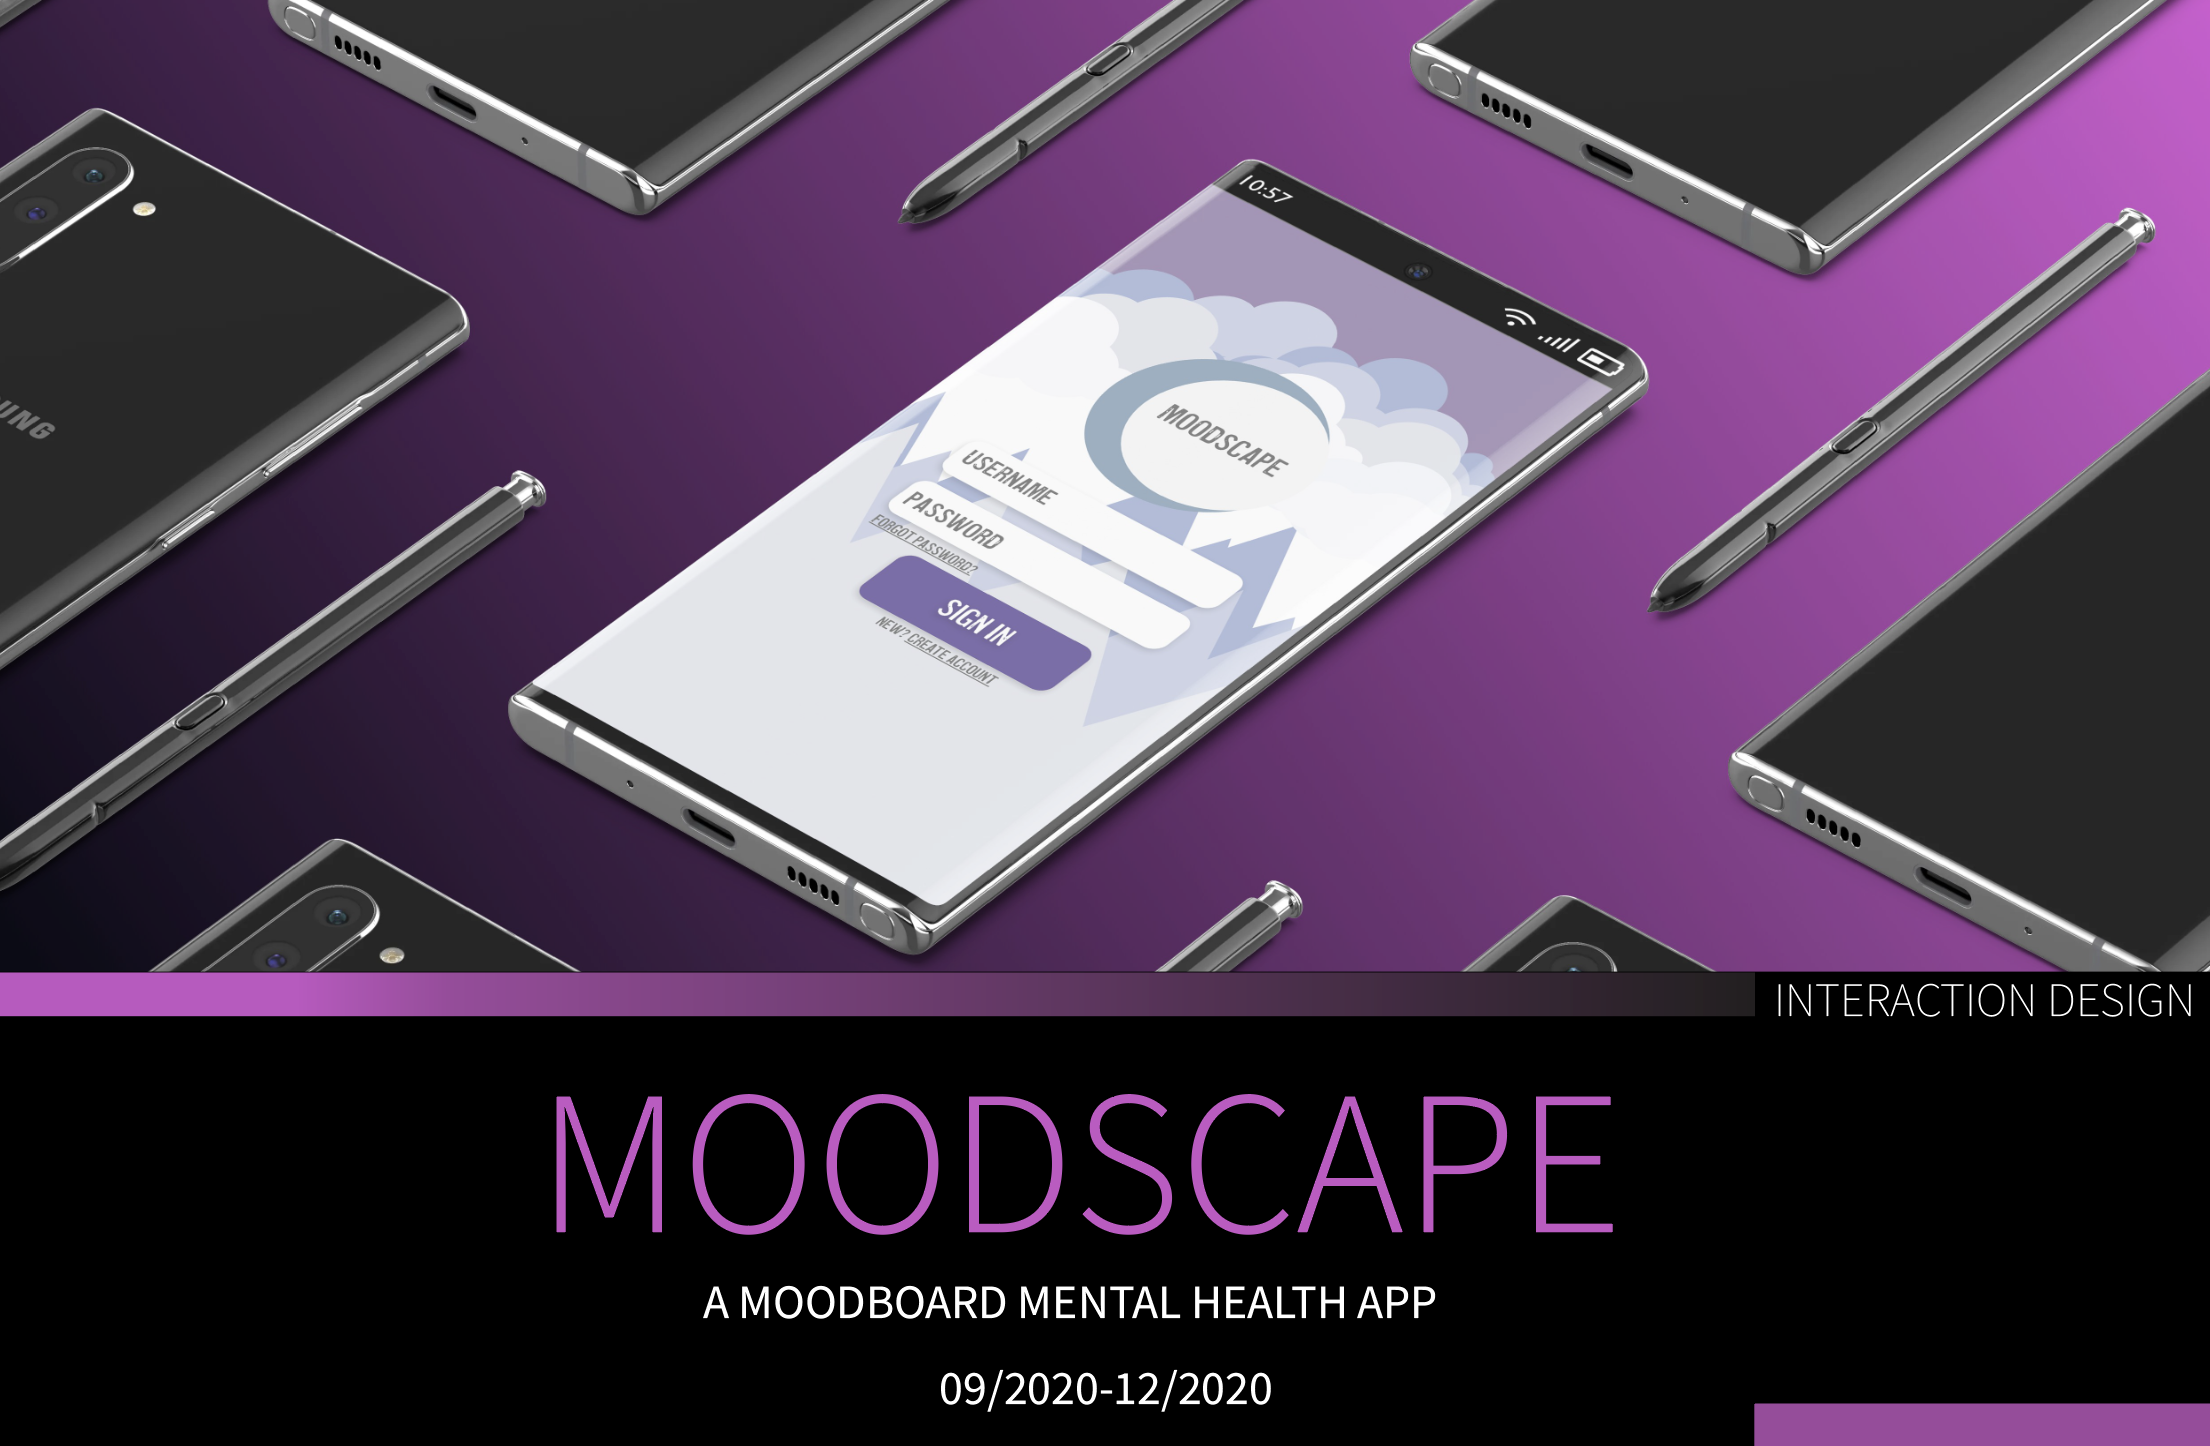 10:57
UNG
MOODSCAPE
USERNAME
PASSWORD
FORGOT PASSWORD?
SIGN IN
NEW? CREATE ACCOUNT
INTERACTION DESIGN
MOODSCAPE
A MOODBOARD MENTAL HEALTH APP
09/2020-12/2020